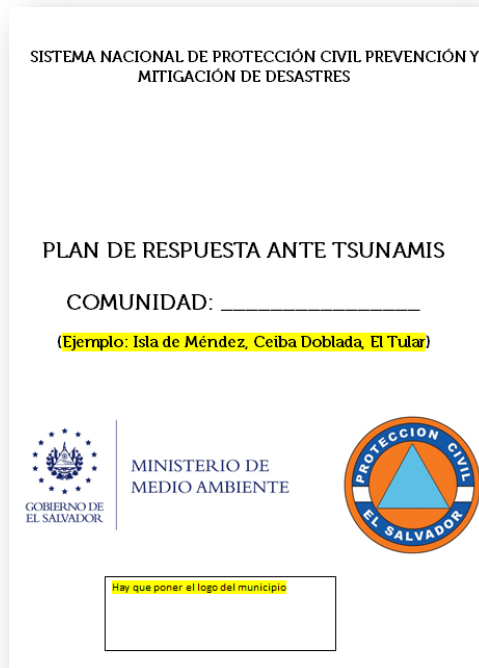 SISTEMA NACIONAL DE PROTECCIÓN CIVIL PREVENCIÓN Y
MITIGACIÓN DE DESASTRES
PLAN DE RESPUESTA ANTE TSUNAMIS
COMUNIDAD: _________________
(Ejemplo: Isla de Méndez, Ceiba Doblada, El Tular)
GOBIERNO DE
EL SALVADOR
MINISTERIO DE
MEDIO AMBIENTE
PROTECCION CIVIL
EL SALVADOR
Hay que poner el logo del municipio